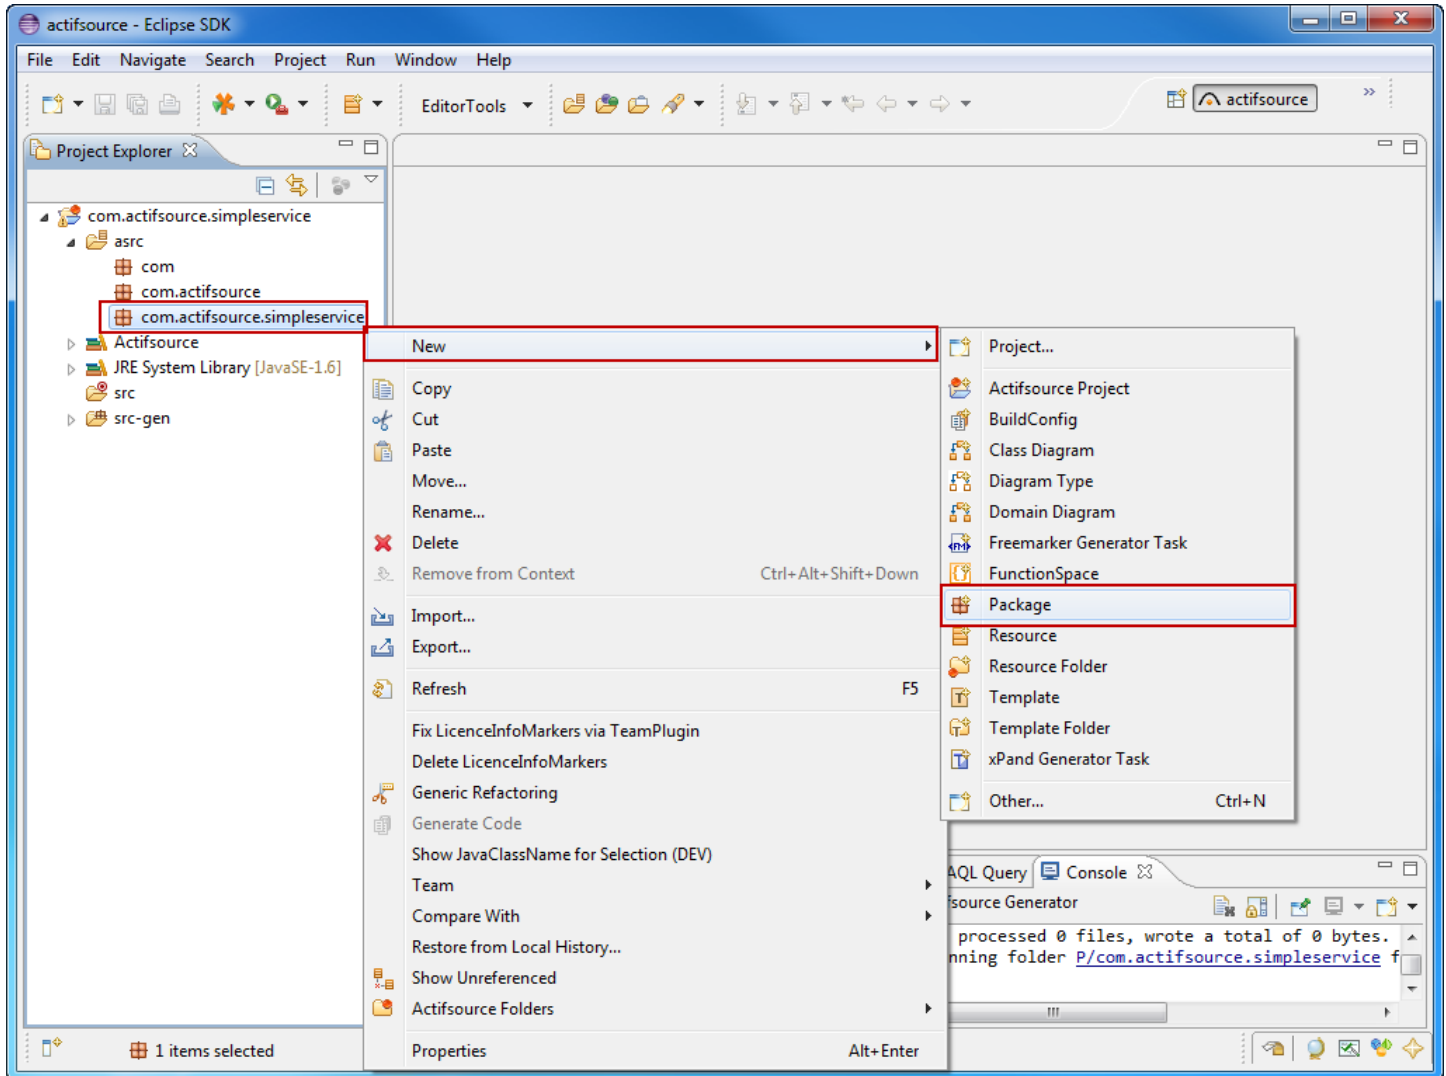 actifsource - Eclipse SDK
File Edit Navigate Search Project Run Window Help
EditorTools
actifsource
Project Explorer
com.actifsource.simpleservice
asrc
com
com.actifsource
com.actifsource.simpleservice
Actifsource
JRE System Library [JavaSE-1.6]
src
src-gen
New
Copy
Cut
Paste
Move...
Rename...
Delete
Remove from Context Ctrl+Alt+Shift+Down
Import...
Export...
Refresh F5
Fix LicenceInfoMarkers via TeamPlugin
Delete LicenceInfoMarkers
Generic Refactoring
Generate Code
Show JavaClassName for Selection (DEV)
Team
Compare With
Restore from Local History...
Show Unreferenced
Actifsource Folders
Properties Alt+Enter
Project...
Actifsource Project
BuildConfig
Class Diagram
Diagram Type
Domain Diagram
Freemarker Generator Task
FunctionSpace
Package
Resource
Resource Folder
Template
Template Folder
xPand Generator Task
Other... Ctrl+N
AQL Query Console
fsource Generator
processed 0 files, wrote a total of 0 bytes.
nning folder P/com.actifsource.simpleservice f
1 items selected